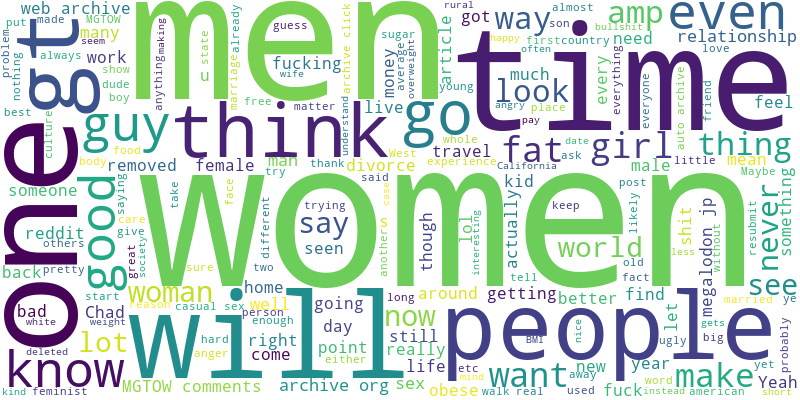 web archive made MGTOW guess sugar amp even
men time
problem put many got way son almost rural bullshit
gt nothing always seem already article need relationship
work state fucking money first country love
show dude boy anything making marriage wife average overweight often happy everything
best matter archive click much every everyone
one guy free understand live look young angry place friend feel
culture think go whole pay auto archive
food fat girl thing
body removed female man thank divorce West travel experience California date ask male little mean
someone good saying try said kid Maybe
take face trying case women post likely
reddit care give different say seen though lol interesting actually keep world never something
others s another shit without resubmit
back pretty great society sure two tell old fact less megalodon jp see
start woman home around getting better find married ye
bad Chad reason casual sex person well going long now let
white weight lot hard enough day still BMI nice gets big probably
know will people
deleted anger right come point really life etc ugly new year yet
either mind want make
kind feminist MGTOW comments archive org sex obese walk real used away fuck word instead american Yeah short